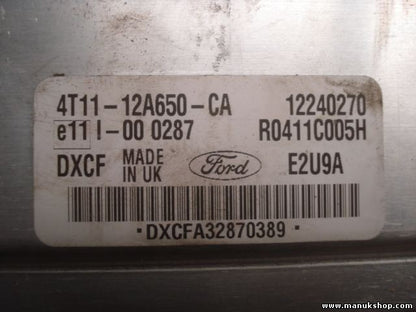 4T11-12A650-CA 12240270
e11 I-00 0287 R0411C005H
DXCF MADE IN UK Ford E2U9A
DXCFA32870389
www.manukshop.com